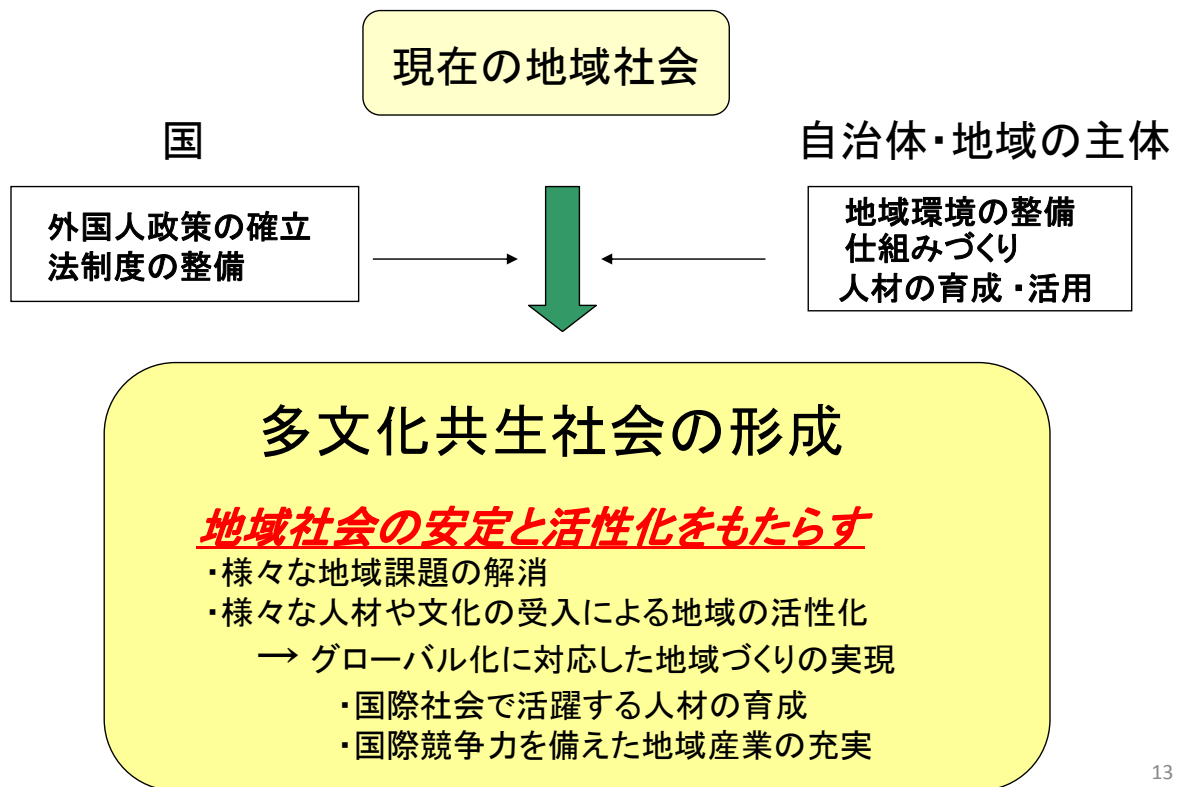 現在の地域社会
国
外国人政策の確立
法制度の整備
自治体・地域の主体
地域環境の整備
仕組みづくり
人材の育成・活用
多文化共生社会の形成
地域社会の安定と活性化をもたらす
・様々な地域課題の解消
・様々な人材や文化の受入による地域の活性化
→ グローバル化に対応した地域づくりの実現
・国際社会で活躍する人材の育成
・国際競争力を備えた地域産業の充実
13